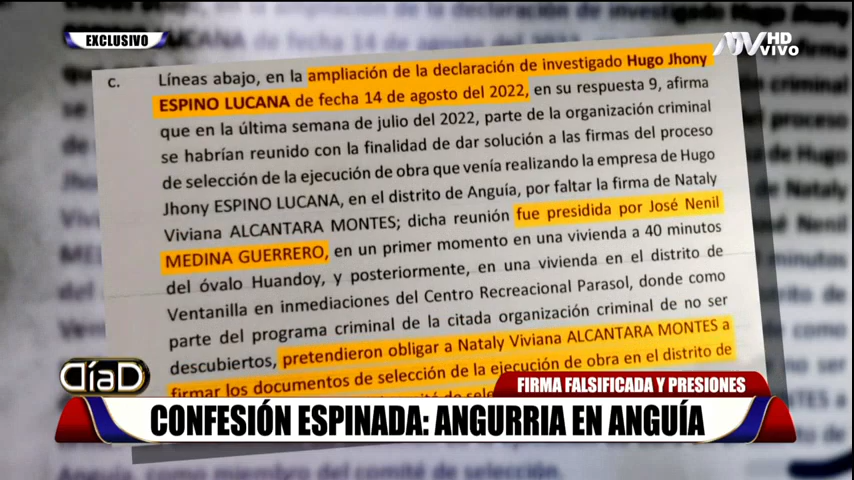 EXCLUSIVO
ATV HD
VIVO
c. Líneas abajo, en la ampliación de la declaración de investigado Hugo Jhony
ESPINO LUCANA de fecha 14 de agosto del 2022, en su respuesta 9, afirma
que en la última semana de julio del 2022, parte de la organización criminal
se habrían reunido con la finalidad de dar solución a las firmas del proceso
de selección de la ejecución de obra que venía realizando la empresa de Hugo
Jhony ESPINO LUCANA, en el distrito de Anguía, por faltar la firma de Nataly
Viviana ALCANTARA MONTES; dicha reunión fue presidida por José Nenil
MEDINA GUERRERO, en un primer momento en una vivienda a 40 minutos
del óvalo Huandoy, y posteriormente, en una vivienda en el distrito de
Ventanilla en inmediaciones del Centro Recreacional Parasol, donde como
parte del programa criminal de la citada organización criminal de no ser
descubiertos, pretendieron obligar a Nataly Viviana ALCANTARA MONTES a
firmar los documentos de selección de la ejecución de obra en el distrito de
DíaD
FIRMA FALSIFICADA Y PRESIONES
CONFESIÓN ESPINADA: ANGURRIA EN ANGUÍA
Anguía, como miembro del comité de selección.